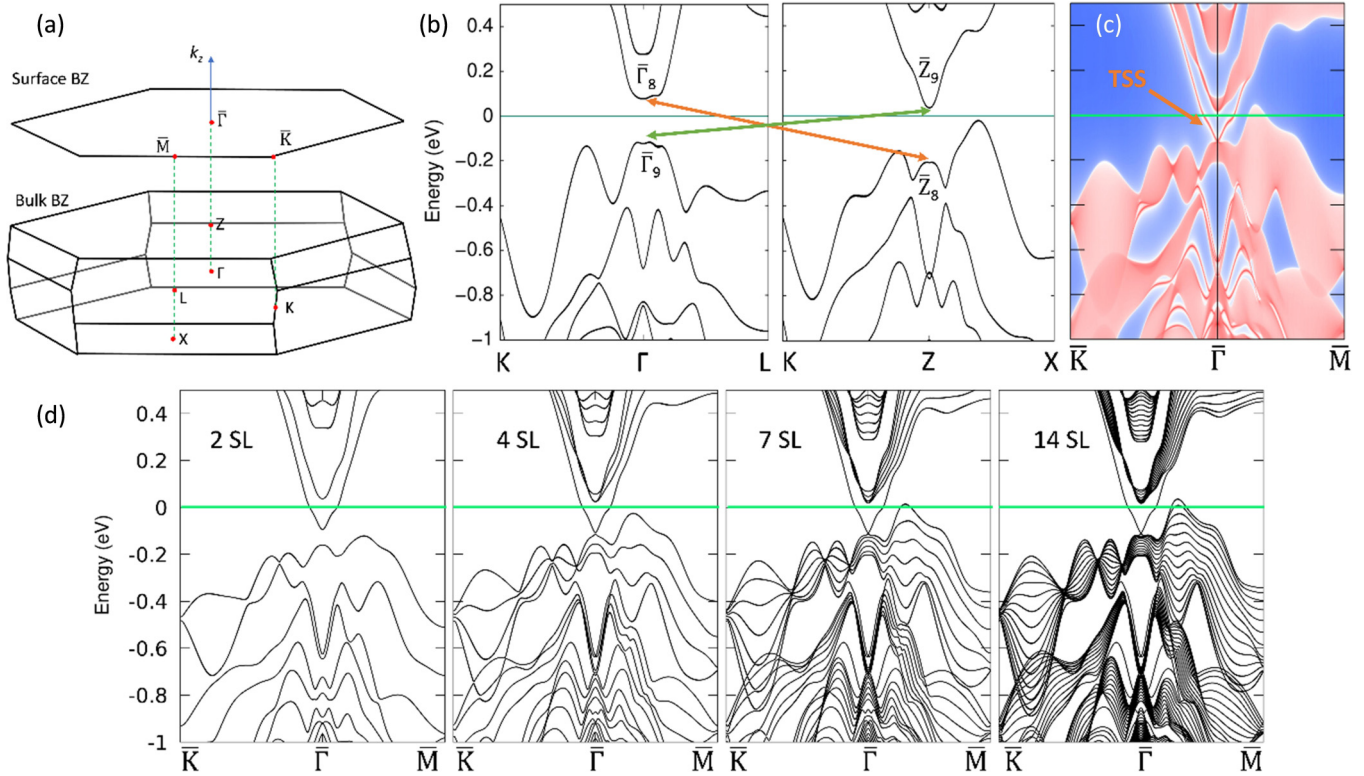 (a)
k_z
Surface BZ
Γ̅
M̅
K̅
Bulk BZ
Z
Γ
L
K
X
(b)
Energy (eV)
0.4
0.2
0
−0.2
−0.4
−0.6
−0.8
−1
Γ̅₈
Γ̅₉
K
Γ
L
Z̅₉
Z̅₈
K
Z
X
(c)
TSS
K̅
Γ̅
M̅
(d)
Energy (eV)
0.4
0.2
0
-0.2
-0.4
-0.6
-0.8
-1
2 SL
4 SL
7 SL
14 SL
K̅
Γ̅
M̅
K̅
Γ̅
M̅
K̅
Γ̅
M̅
K̅
Γ̅
M̅